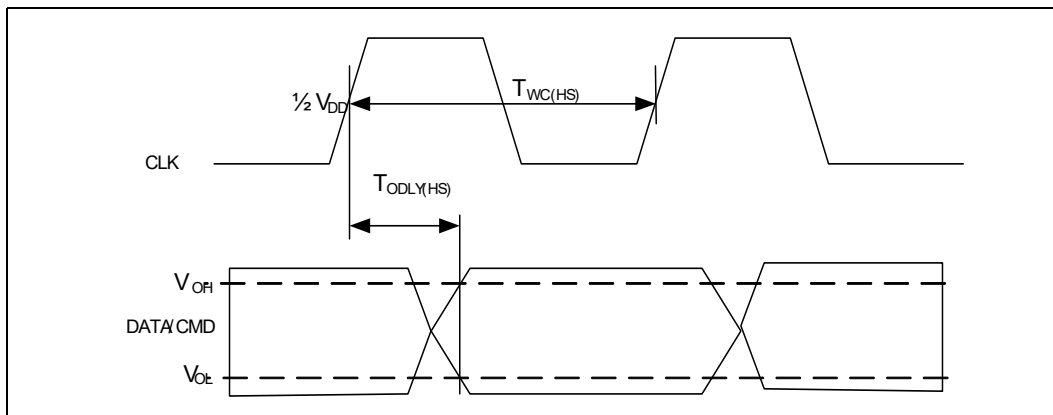 TWC(HS)
½ VDD
CLK
TODLY(HS)
VOH
DATA/CMD
VOL